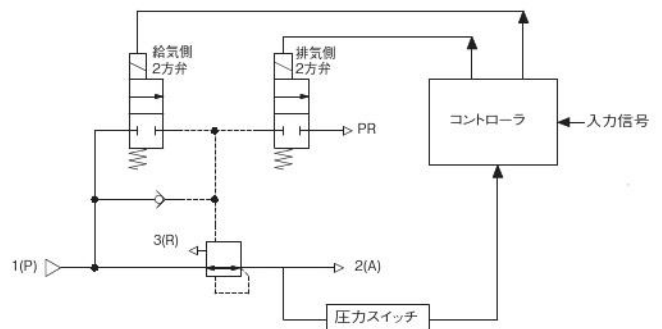 給気側
2方弁
排気側
2方弁
PR
コントローラ
入力信号
3(R)
1(P)
2(A)
圧力スイッチ